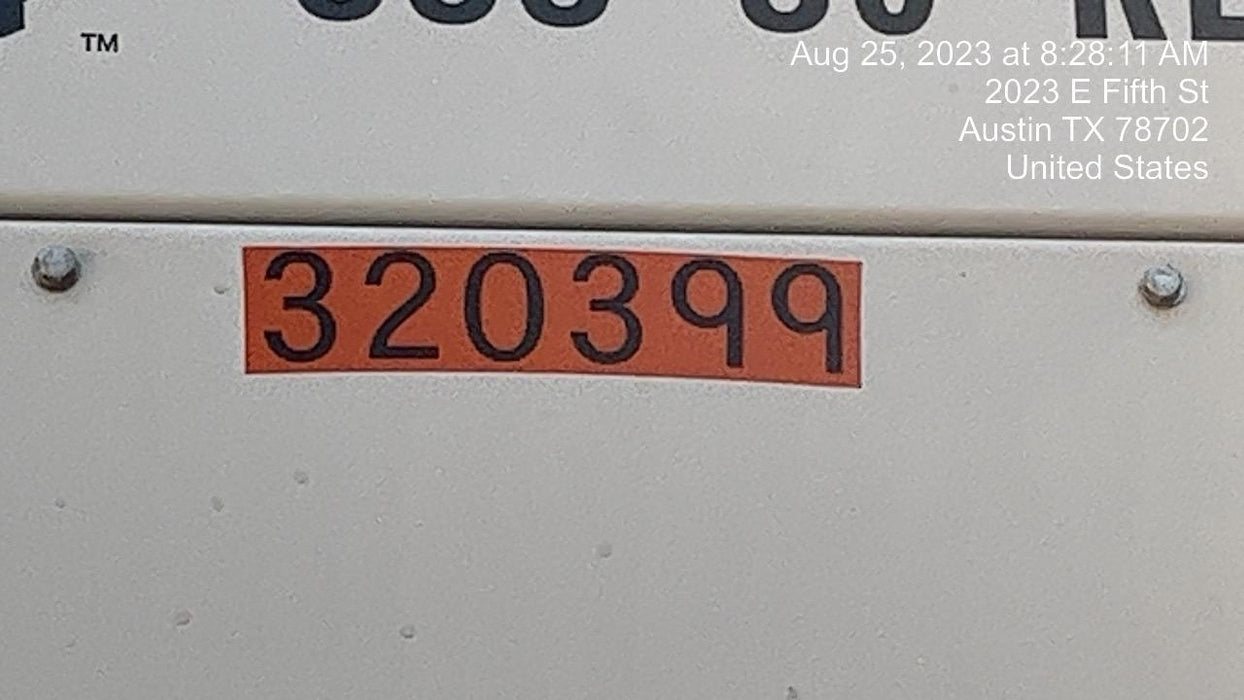 TM
Aug 25, 2023 at 8:28:11 AM
2023 E Fifth St
Austin TX 78702
United States
320399